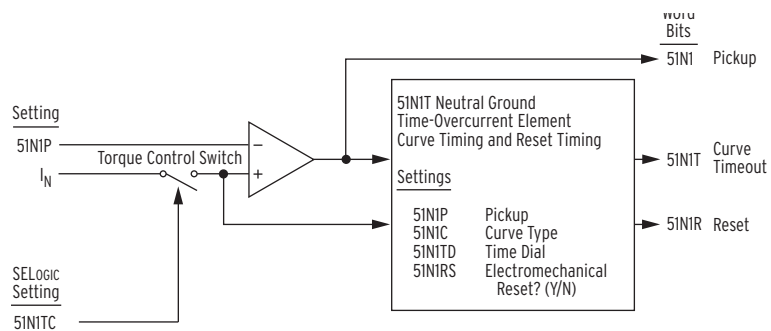 Word
Bits
51N1 Pickup
Setting
51N1P
Torque Control Switch
I_N
−
+
51N1T Neutral Ground
Time-Overcurrent Element
Curve Timing and Reset Timing
Settings
51N1P Pickup
51N1C Curve Type
51N1TD Time Dial
51N1RS Electromechanical
Reset? (Y/N)
51N1T Curve
Timeout
51N1R Reset
SELOGIC
Setting
51N1TC